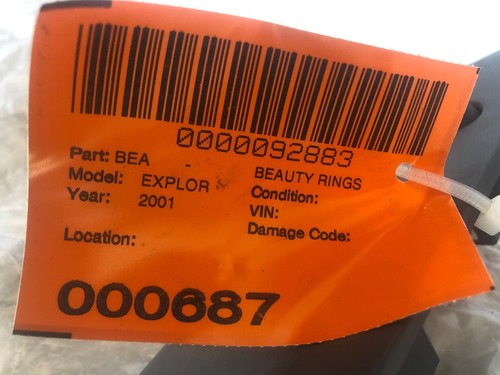 0000092883
Part: BEA
BEAUTY RINGS
Model: EXPLOR
Condition:
Year: 2001
VIN:
Location:
Damage Code:
000687